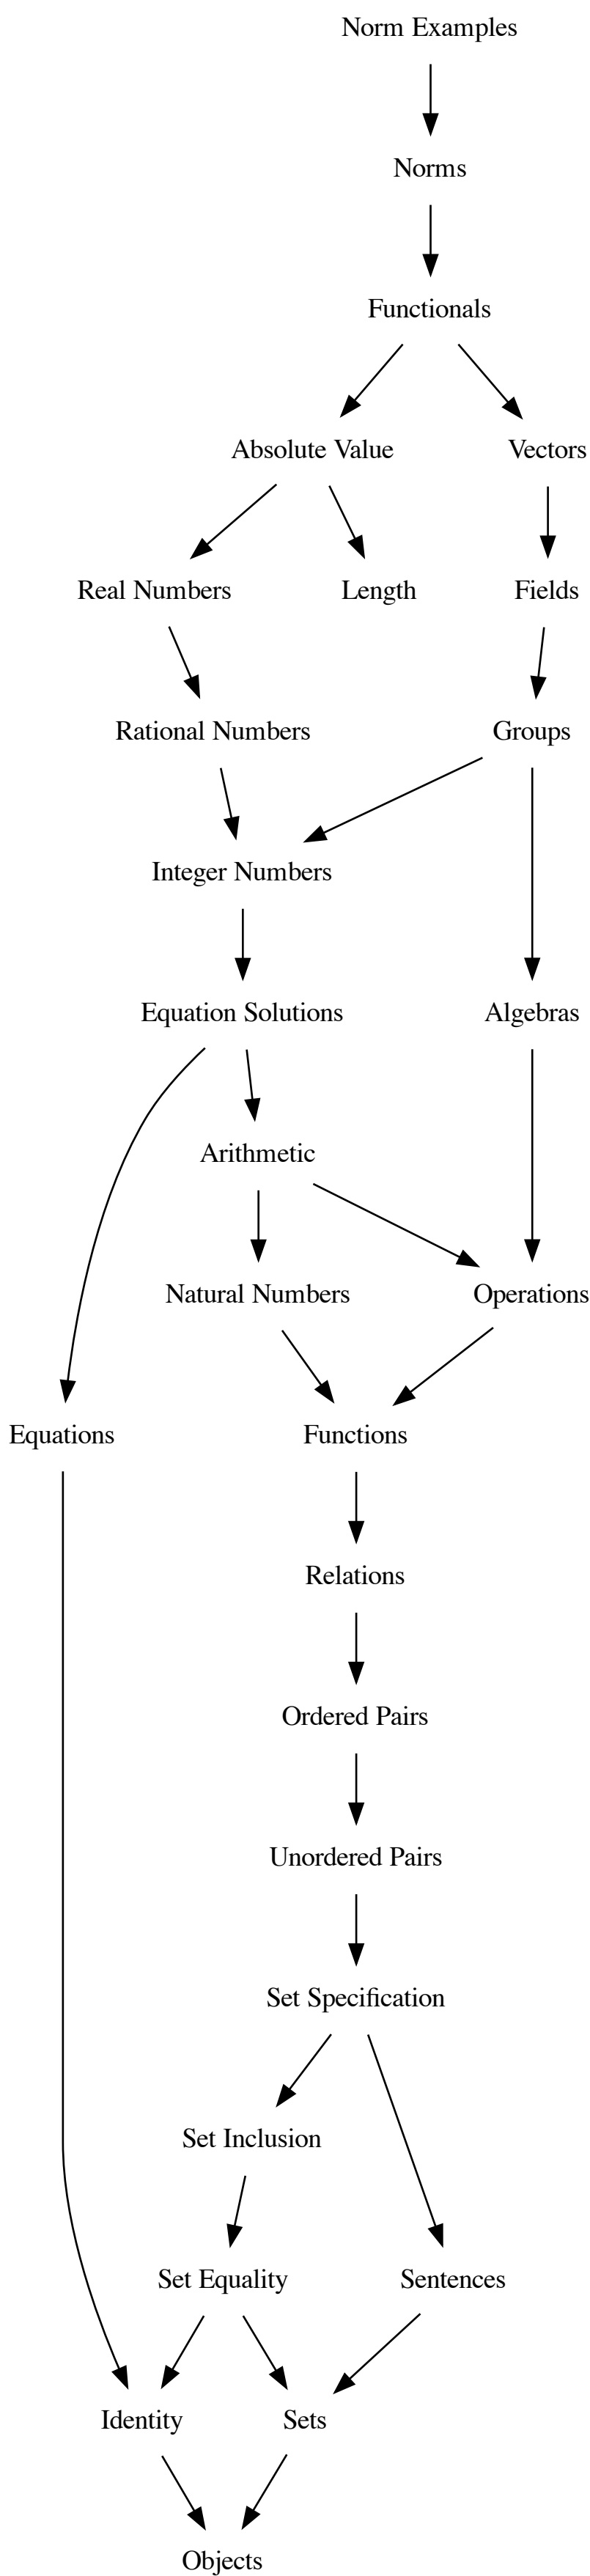 Norm Examples
Norms
Functionals
Absolute Value
Vectors
Real Numbers
Length
Fields
Rational Numbers
Groups
Integer Numbers
Equation Solutions
Algebras
Arithmetic
Natural Numbers
Operations
Equations
Functions
Relations
Ordered Pairs
Unordered Pairs
Set Specification
Set Inclusion
Set Equality
Sentences
Identity
Sets
Objects